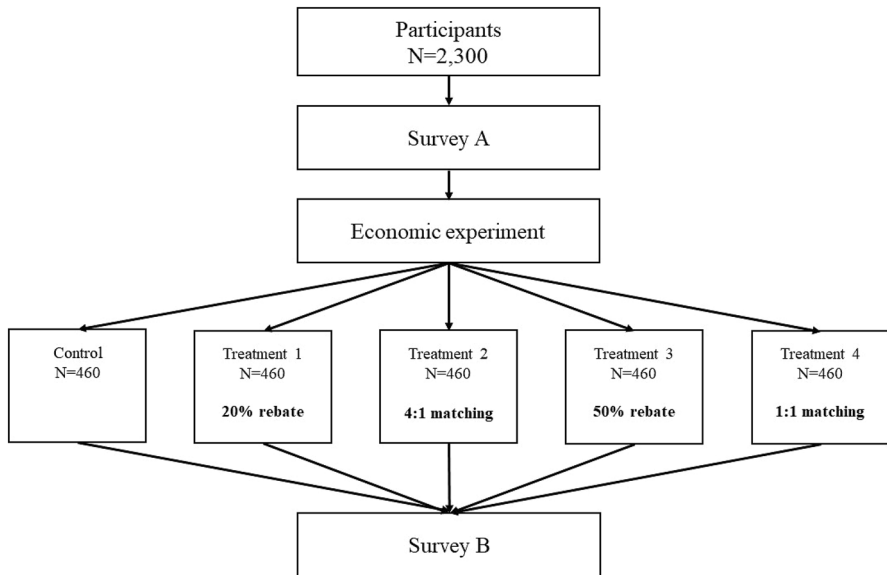 Participants
N=2,300
Survey A
Economic experiment
Control
N=460
Treatment 1
N=460
20% rebate
Treatment 2
N=460
4:1 matching
Treatment 3
N=460
50% rebate
Treatment 4
N=460
1:1 matching
Survey B